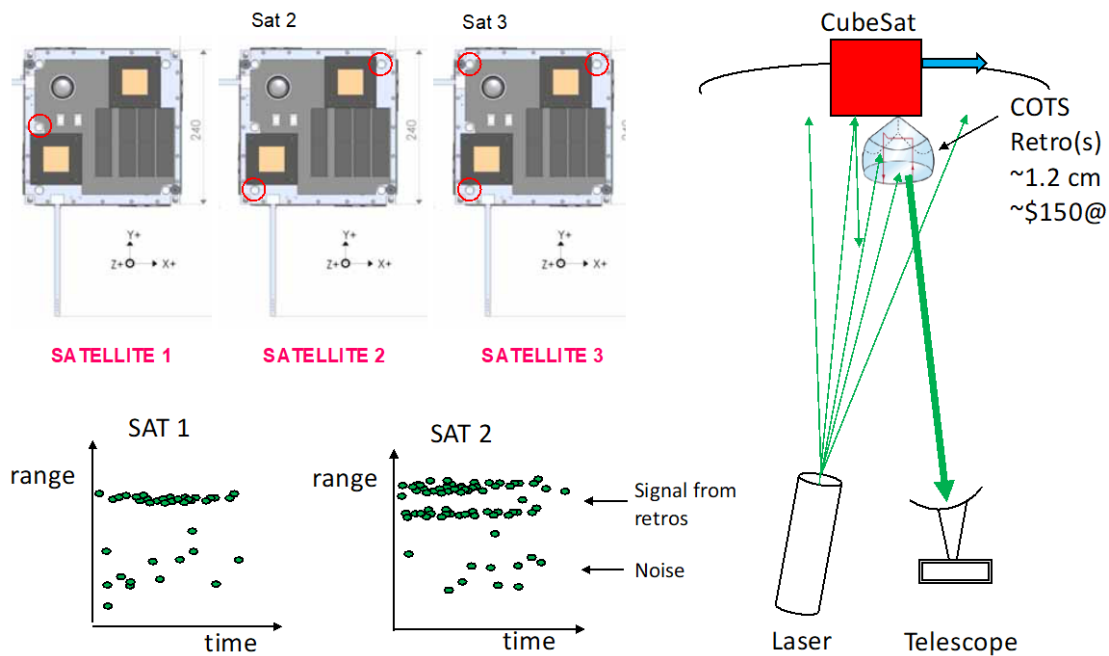 Sat 2
Sat 3
240
Y+
Z+
X+
240
Y+
Z+
X+
240
Y+
Z+
X+
SATELLITE 1
SATELLITE 2
SATELLITE 3
CubeSat
COTS
Retro(s)
~1.2 cm
~$150@
SAT 1
range
time
SAT 2
range
time
Signal from
retros
Noise
Laser
Telescope